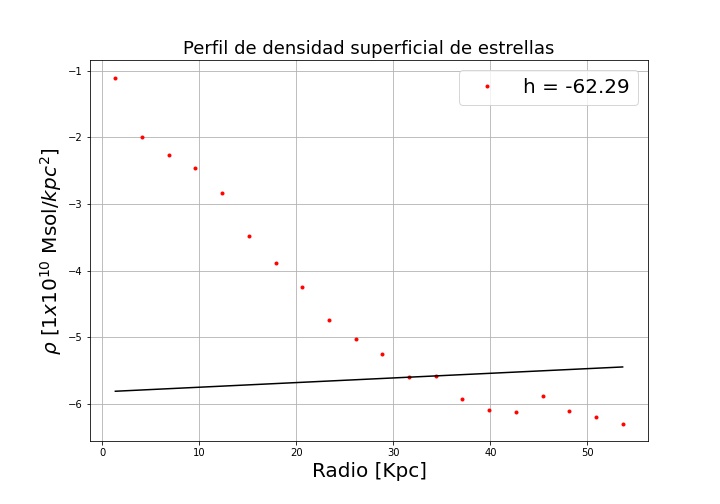 Perfil de densidad superficial de estrellas
h = -62.29
ρ [1x10¹⁰ Msol/kpc²]
−1
−2
−3
−4
−5
−6
0 10 20 30 40 50
Radio [Kpc]